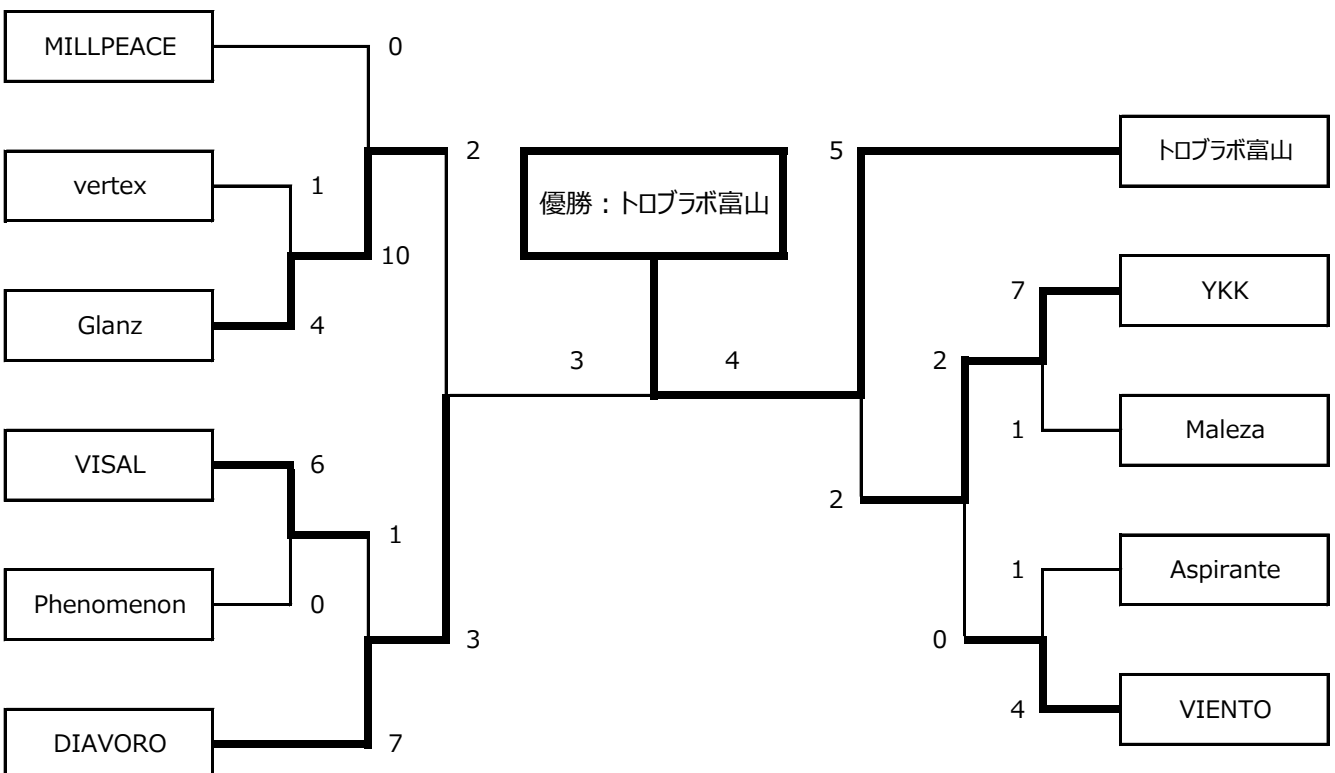 MILLPEACE
0
vertex
1
2
10
Glanz
4
VISAL
6
1
Phenomenon
0
3
DIAVORO
7
優勝：トロブラボ富山
3
4
5
トロブラボ富山
7
YKK
2
1
Maleza
2
1
Aspirante
0
4
VIENTO